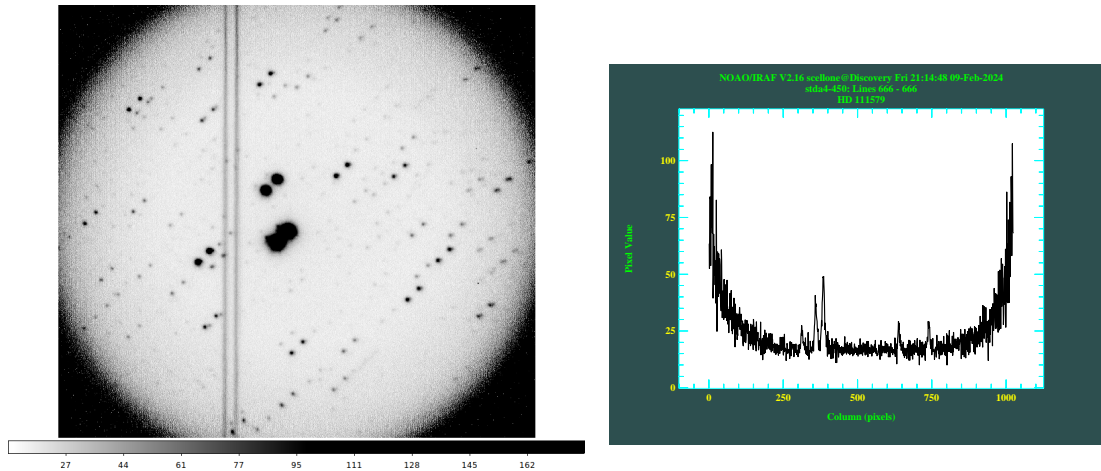 27 44 61 77 95 111 128 145 162
NOAO/IRAF V2.16 scellone@Discovery Fri 21:14:48 09-Feb-2024
stda4-450: Lines 666 - 666
HD 111579
100
75
50
25
0
Pixel Value
0 250 500 750 1000
Column (pixels)